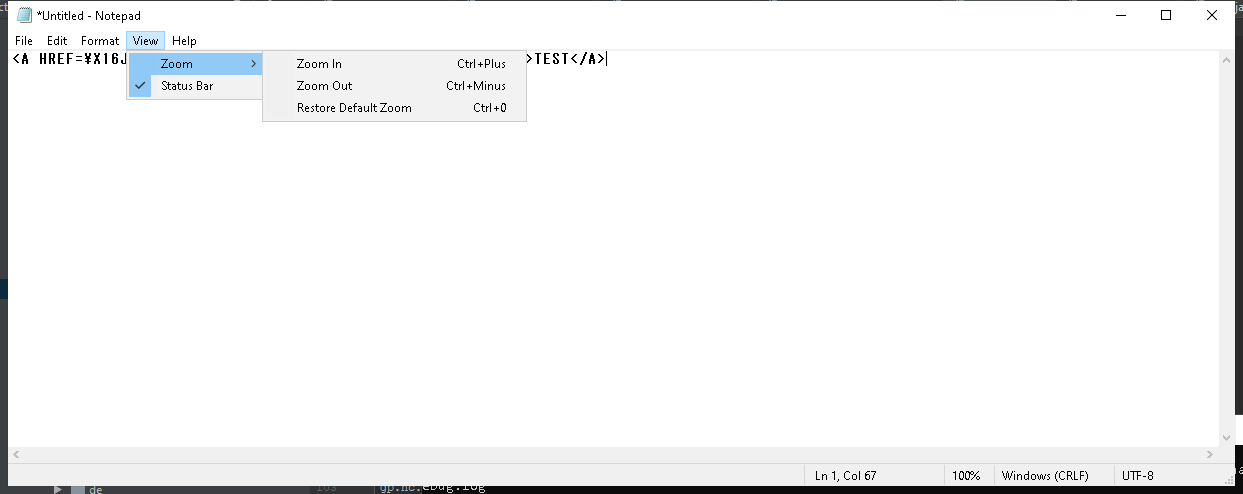 *Untitled - Notepad
File Edit Format View Help
<A HREF=¥X16J >TEST</A>
Zoom
Status Bar
Zoom In Ctrl+Plus
Zoom Out Ctrl+Minus
Restore Default Zoom Ctrl+0
Ln 1, Col 67 100% Windows (CRLF) UTF-8
de